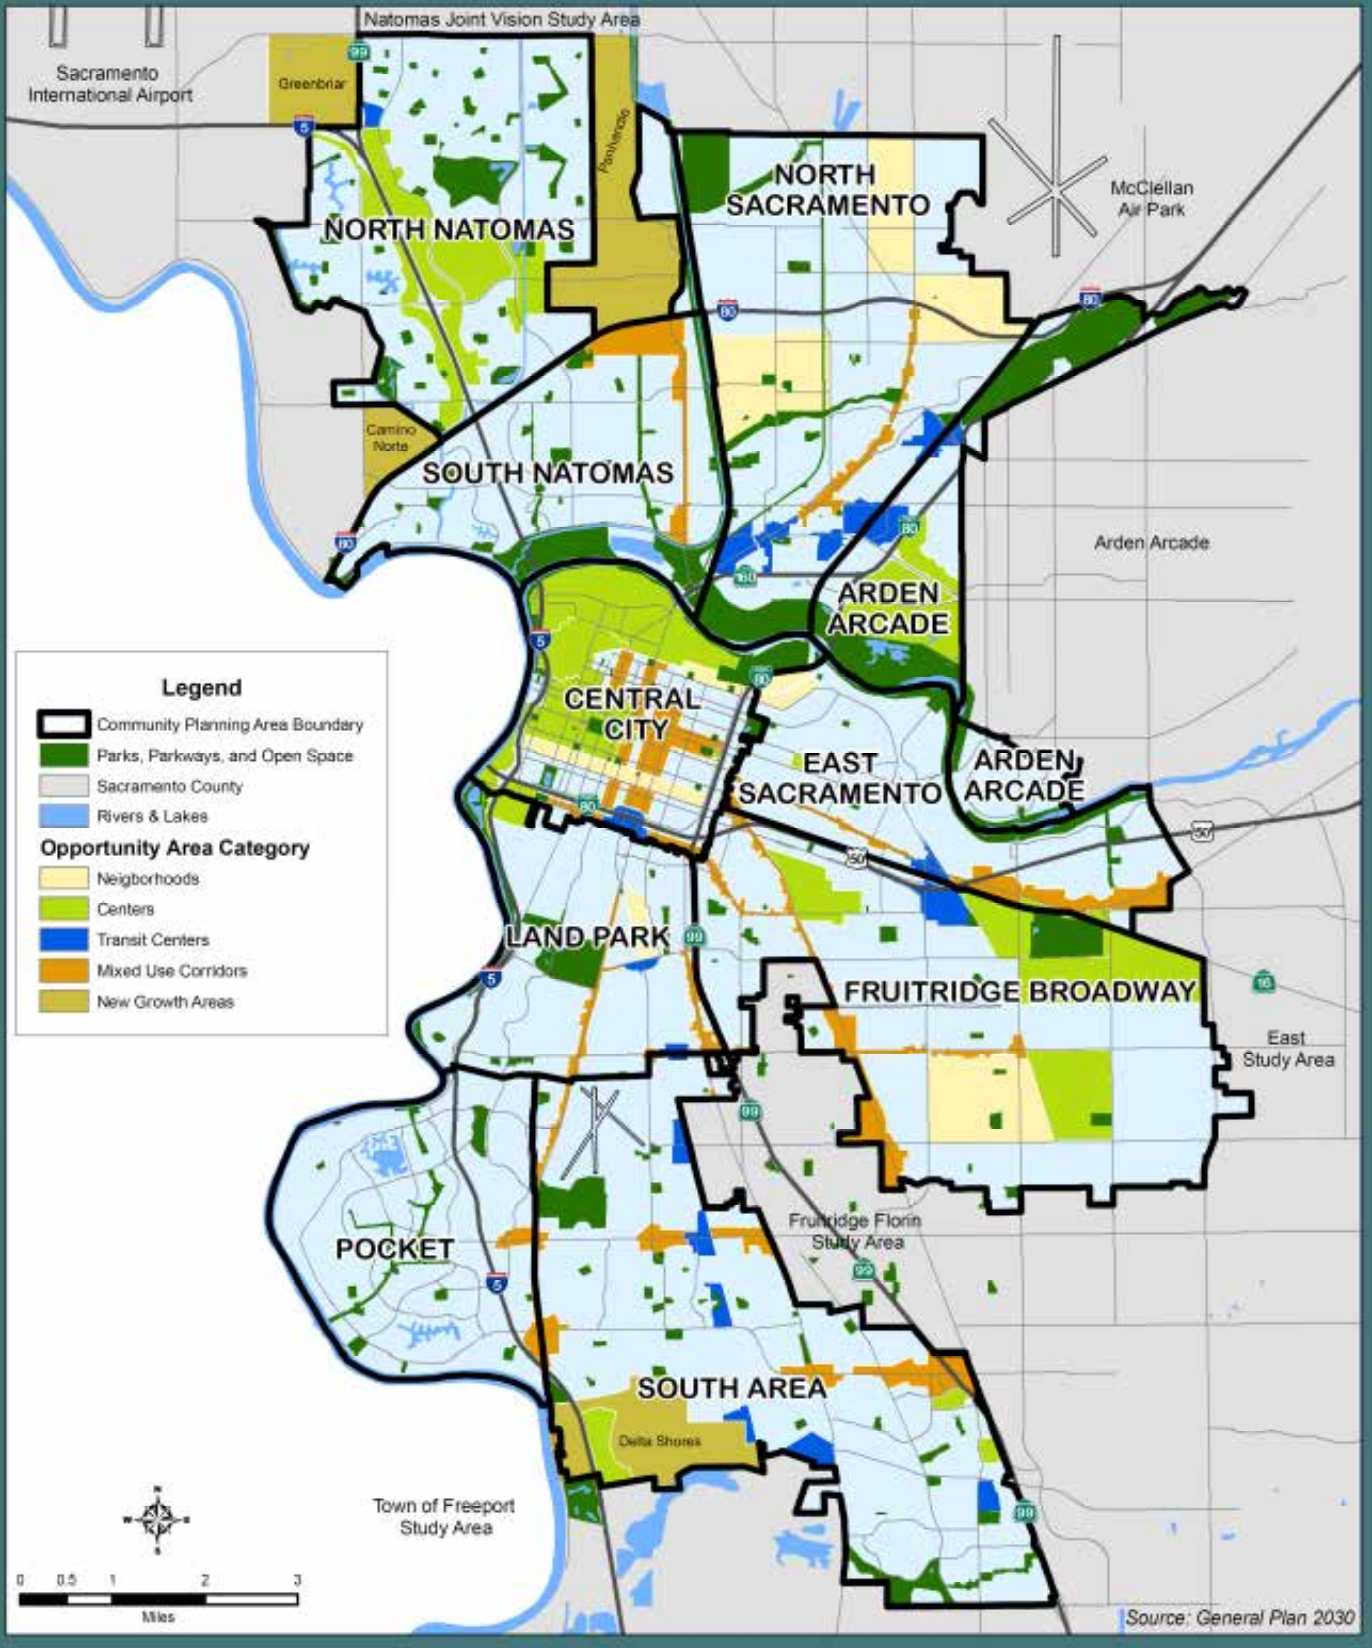 Natomas Joint Vision Study Area
99
Sacramento
International Airport
Greenbriar
5
Panhandle
NORTH
SACRAMENTO
McClellan
Air Park
NORTH NATOMAS
80
80
Camino
Norte
SOUTH NATOMAS
80
80
Arden Arcade
160
ARDEN
ARCADE
5
80
CENTRAL
CITY
EAST
SACRAMENTO
ARDEN
ARCADE
80
50
50
Legend
Community Planning Area Boundary
Parks, Parkways, and Open Space
Sacramento County
Rivers & Lakes
Opportunity Area Category
Neigborhoods
Centers
Transit Centers
Mixed Use Corridors
New Growth Areas
LAND PARK
99
5
FRUITRIDGE BROADWAY
16
East
Study Area
99
POCKET
Fruitridge Florin
Study Area
99
5
SOUTH AREA
Delta Shores
Town of Freeport
Study Area
99
N
W
E
S
0 0.5 1 2 3
Miles
Source: General Plan 2030